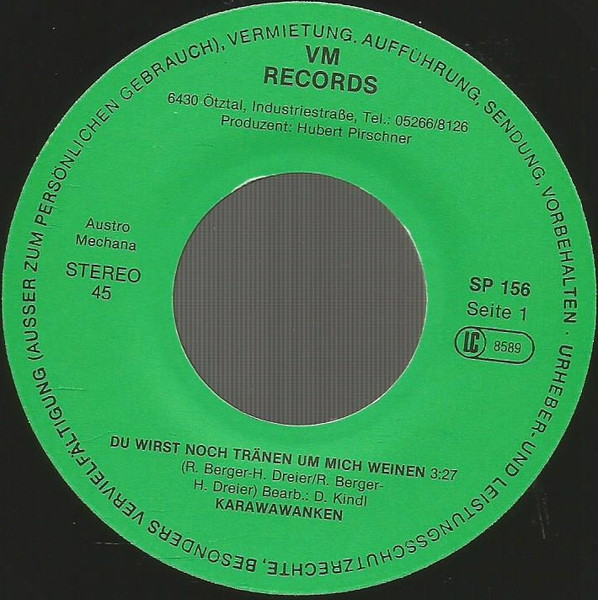 URHEBER-UND LEISTUNGSSCHUTZRECHTE, BESONDERS VERVIELFÄLTIGUNG (AUSSER ZUM PERSÖNLICHEN GEBRAUCH), VERMIETUNG, AUFFÜHRUNG, SENDUNG, VORBEHALTEN ·
VM
RECORDS
6430 Ötztal, Industriestraße, Tel.: 05266/8126
Produzent: Hubert Pirschner
Austro
Mechana
STEREO
45
SP 156
Seite 1
LC 8589
DU WIRST NOCH TRÄNEN UM MICH WEINEN 3:27
(R. Berger-H. Dreier/R. Berger-
H. Dreier) Bearb.: D. Kindl
KARAWAWANKEN